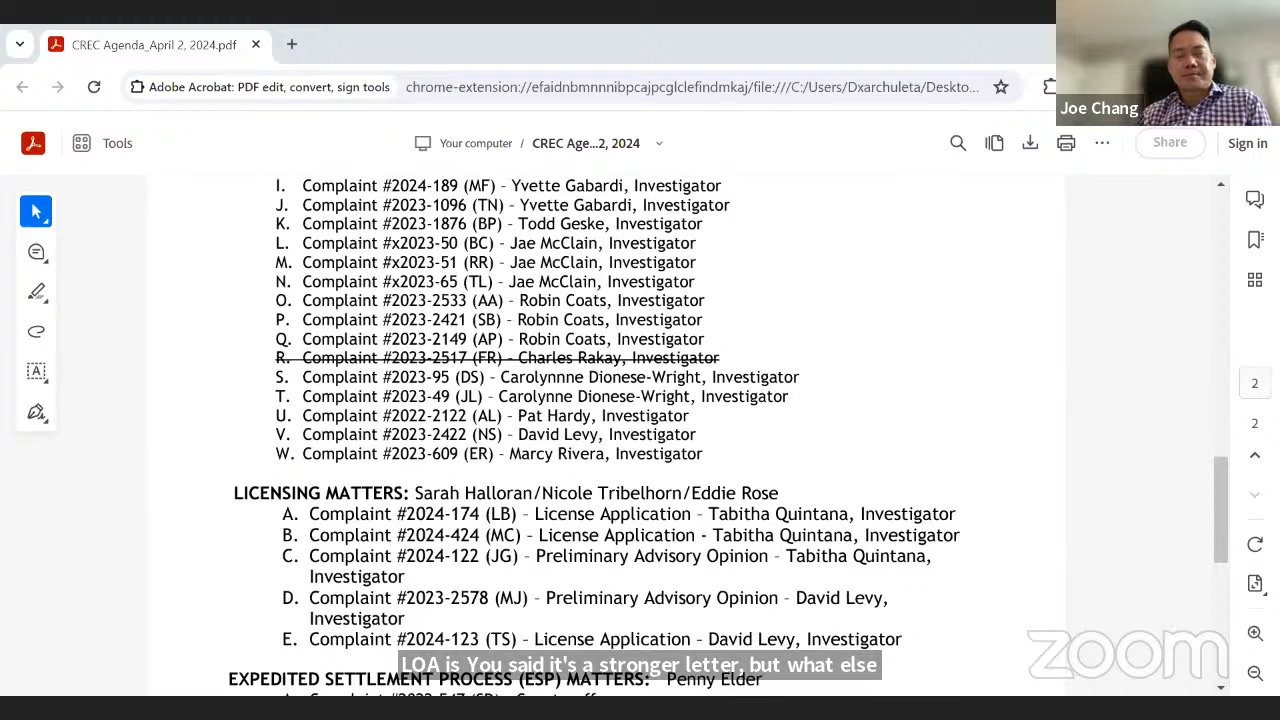 CREC Agenda_April 2, 2024.pdf
Adobe Acrobat: PDF edit, convert, sign tools
chrome-extension://efaidnbmnnnibpcajpcglclefindmkaj/file:///C:/Users/Dxarchuleta/Deskto...
Joe Chang
Tools
Your computer / CREC Age...2, 2024
Share
Sign in
I. Complaint #2024-189 (MF) - Yvette Gabardi, Investigator
J. Complaint #2023-1096 (TN) - Yvette Gabardi, Investigator
K. Complaint #2023-1876 (BP) - Todd Geske, Investigator
L. Complaint #x2023-50 (BC) - Jae McClain, Investigator
M. Complaint #x2023-51 (RR) - Jae McClain, Investigator
N. Complaint #x2023-65 (TL) - Jae McClain, Investigator
O. Complaint #2023-2533 (AA) - Robin Coats, Investigator
P. Complaint #2023-2421 (SB) - Robin Coats, Investigator
Q. Complaint #2023-2149 (AP) - Robin Coats, Investigator
R. Complaint #2023-2517 (FR) - Charles Rakay, Investigator
S. Complaint #2023-95 (DS) - Carolynnne Dionese-Wright, Investigator
T. Complaint #2023-49 (JL) - Carolynne Dionese-Wright, Investigator
U. Complaint #2022-2122 (AL) - Pat Hardy, Investigator
V. Complaint #2023-2422 (NS) - David Levy, Investigator
W. Complaint #2023-609 (ER) - Marcy Rivera, Investigator
2
2
LICENSING MATTERS: Sarah Halloran/Nicole Tribelhorn/Eddie Rose
A. Complaint #2024-174 (LB) - License Application - Tabitha Quintana, Investigator
B. Complaint #2024-424 (MC) - License Application - Tabitha Quintana, Investigator
C. Complaint #2024-122 (JG) - Preliminary Advisory Opinion - Tabitha Quintana,
Investigator
D. Complaint #2023-2578 (MJ) - Preliminary Advisory Opinion - David Levy,
Investigator
E. Complaint #2024-123 (TS) - License Application - David Levy, Investigator
LOA is You said it's a stronger letter, but what else
EXPEDITED SETTLEMENT PROCESS (ESP) MATTERS: Penny Elder
zoom